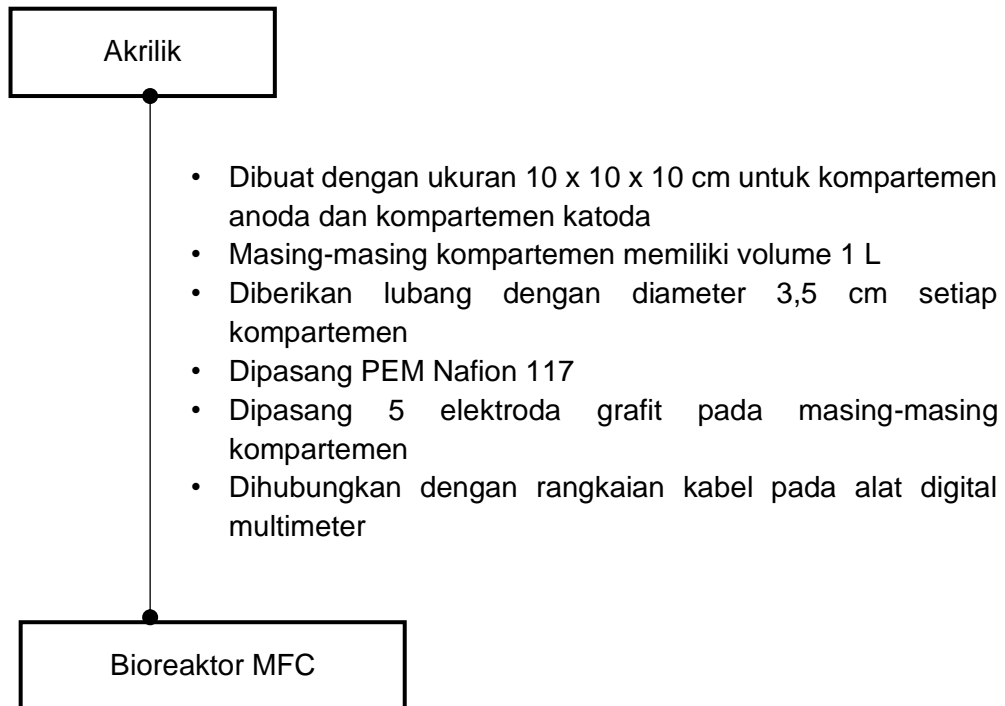 Akrilik
• Dibuat dengan ukuran 10 x 10 x 10 cm untuk kompartemen
anoda dan kompartemen katoda
• Masing-masing kompartemen memiliki volume 1 L
• Diberikan lubang dengan diameter 3,5 cm setiap
kompartemen
• Dipasang PEM Nafion 117
• Dipasang 5 elektroda grafit pada masing-masing
kompartemen
• Dihubungkan dengan rangkaian kabel pada alat digital
multimeter
Bioreaktor MFC